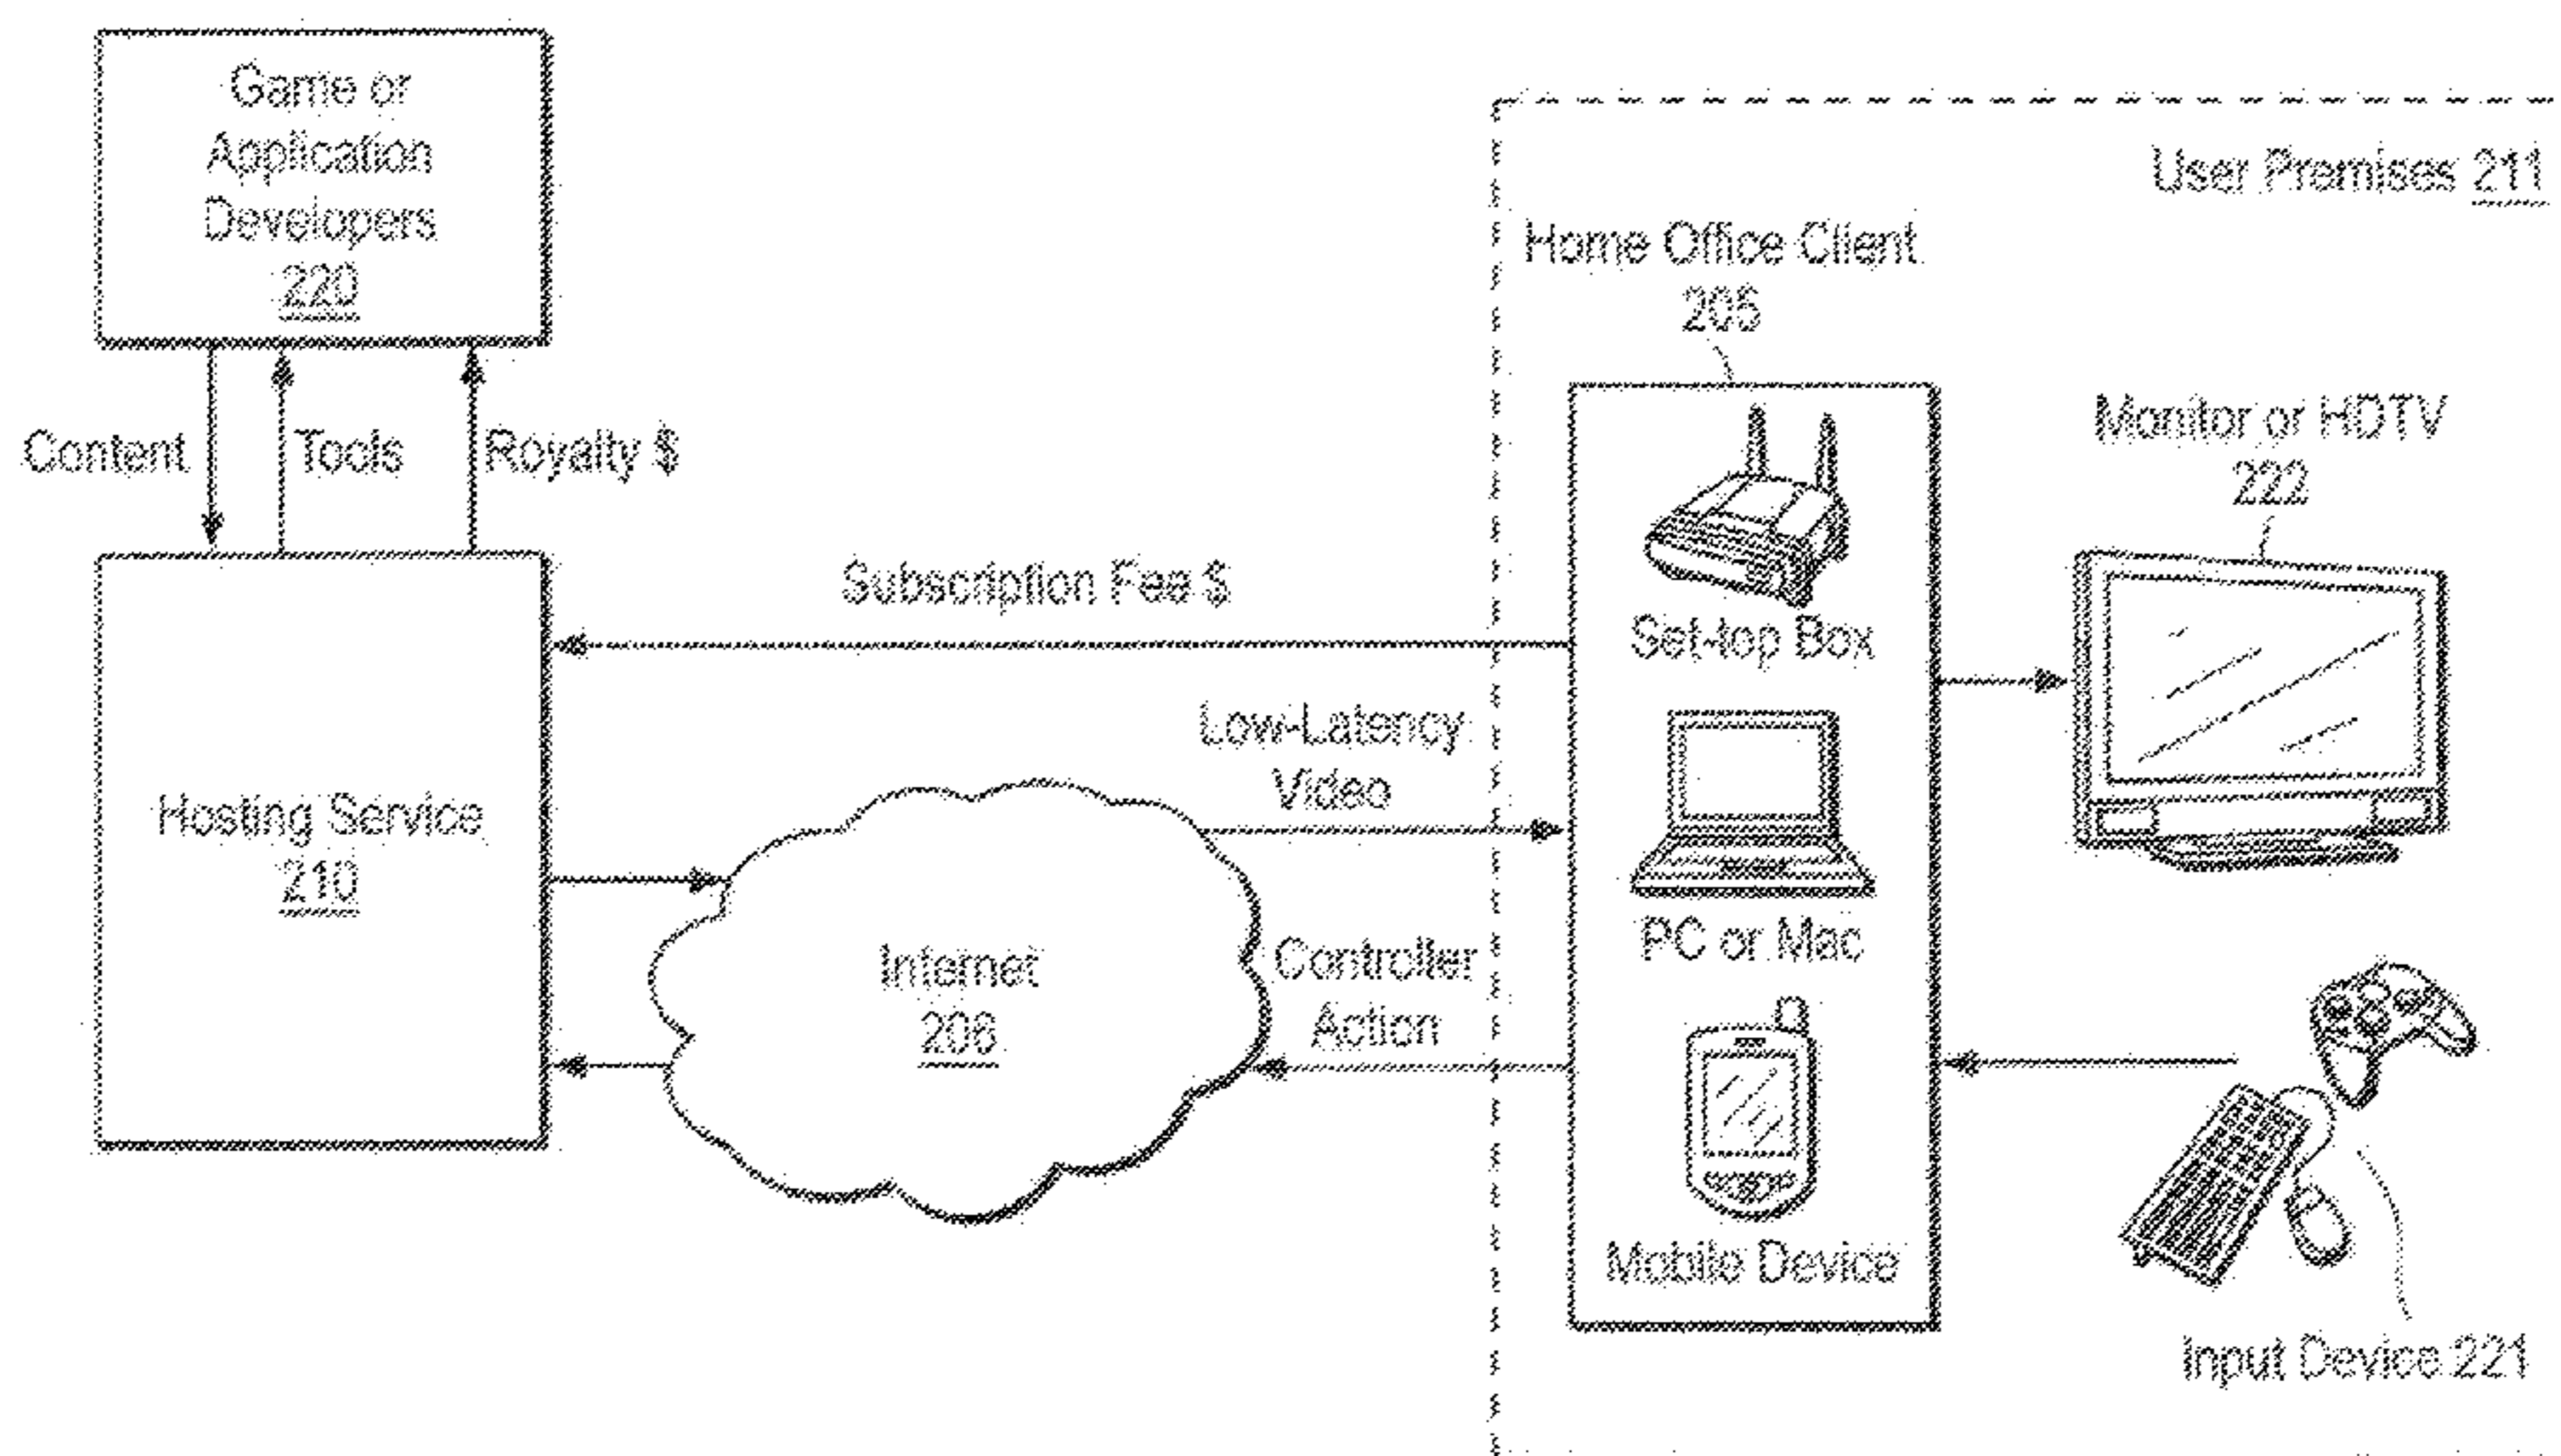 Game or
Application
Developers
220
User Premises 211
Home Office Client
205
Monitor or HDTV
222
Content
Tools
Royalty $
Subscription Fee $
Set-top Box
Low-Latency
Video
Hosting Service
210
PC or Mac
Internet
206
Controller
Action
Mobile Device
Input Device 221